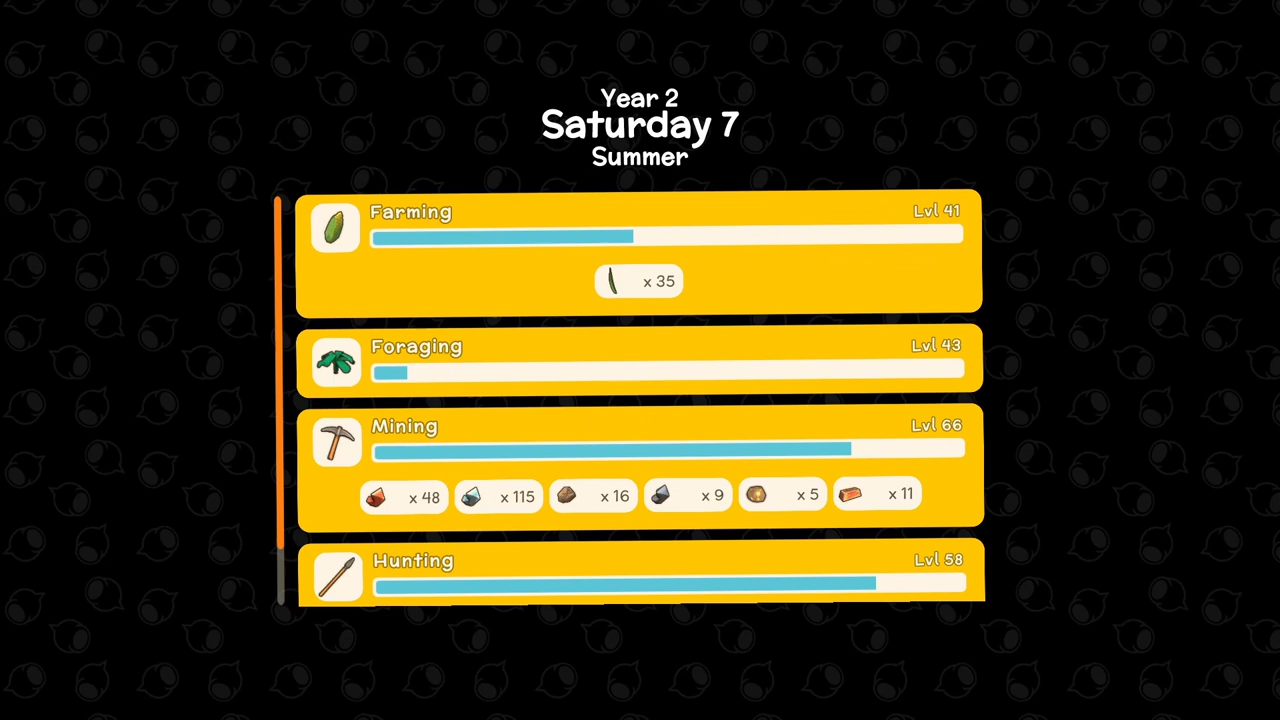 Year 2
Saturday 7
Summer
Farming Lvl 41
x 35
Foraging Lvl 43
Mining Lvl 66
x 48 x 115 x 16 x 9 x 5 x 11
Hunting Lvl 58